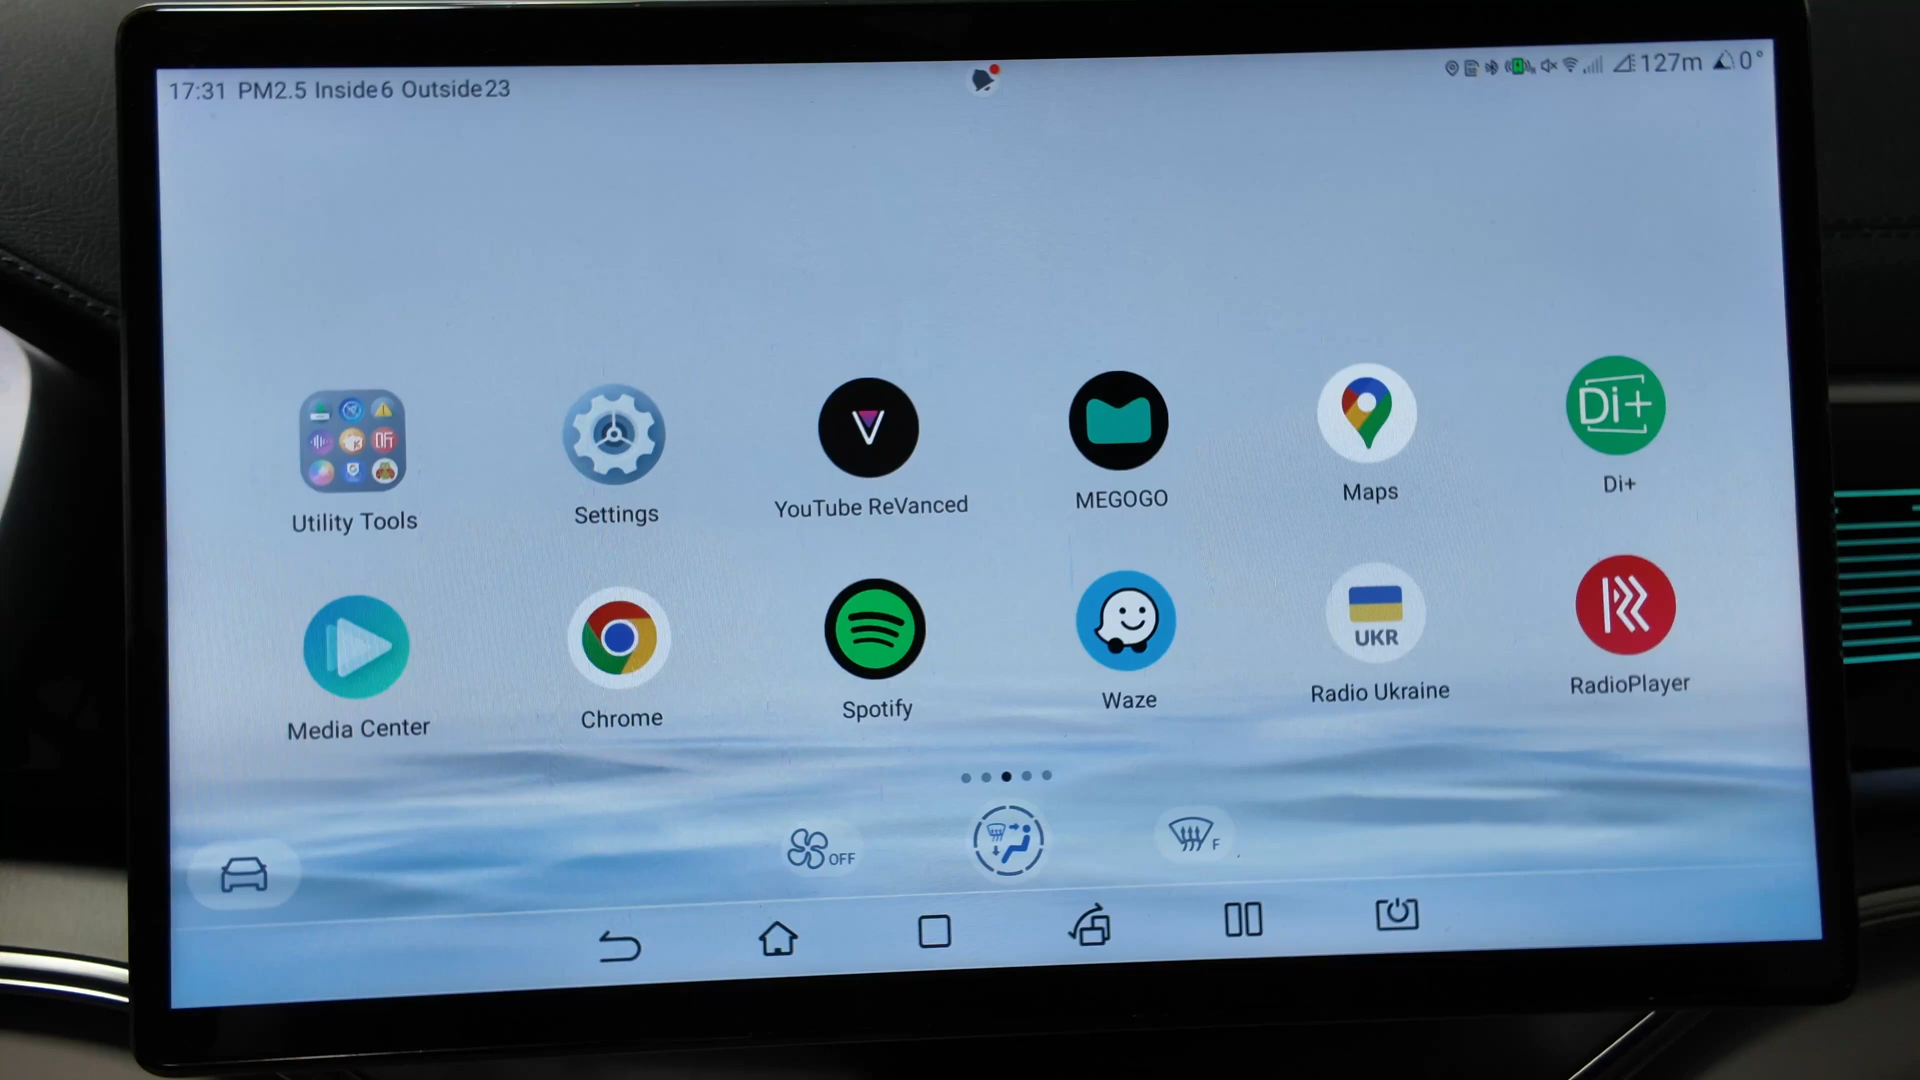 17:31 PM2.5 Inside6 Outside23
127m 0°
Utility Tools
Settings
YouTube ReVanced
MEGOGO
Maps
Di+
Di+
Media Center
Chrome
Spotify
Waze
UKR
Radio Ukraine
RadioPlayer
OFF
F